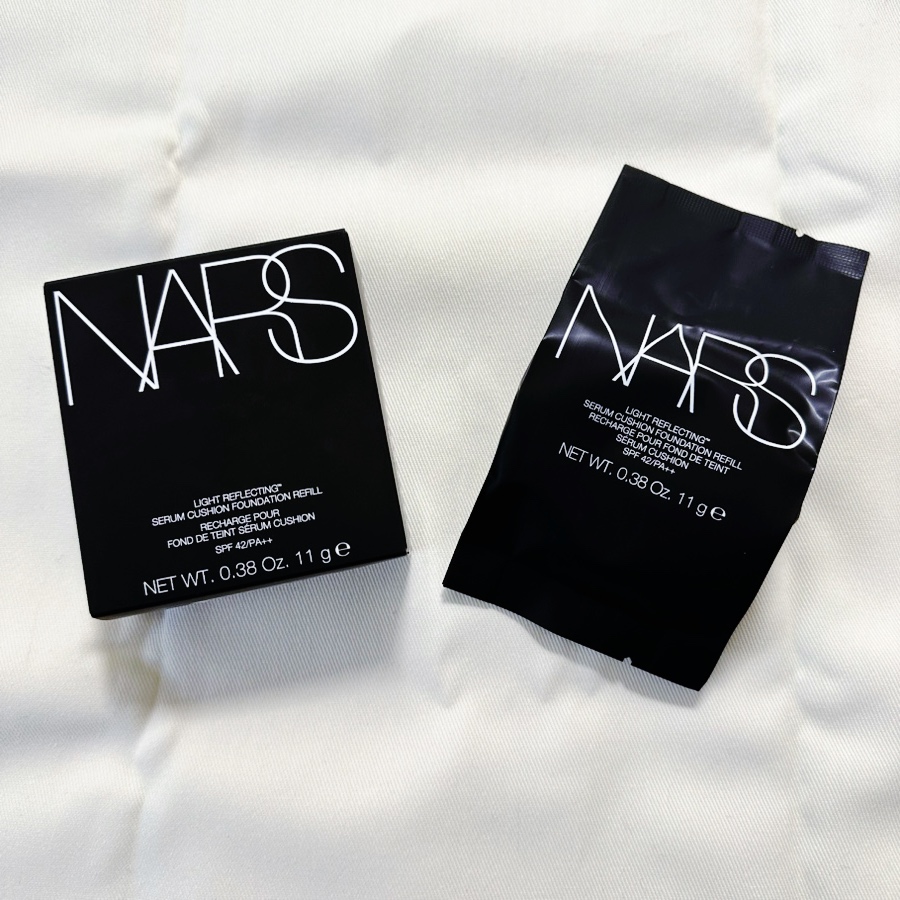 NARS
LIGHT REFLECTING™
SERUM CUSHION FOUNDATION REFILL
RECHARGE POUR
FOND DE TEINT SÉRUM CUSHION
SPF 42/PA++
NET WT. 0.38 Oz. 11 g ℮
NARS
LIGHT REFLECTING™
SERUM CUSHION FOUNDATION REFILL
RECHARGE POUR FOND DE TEINT
SÉRUM CUSHION
SPF 42/PA++
NET WT. 0.38 Oz. 11 g ℮